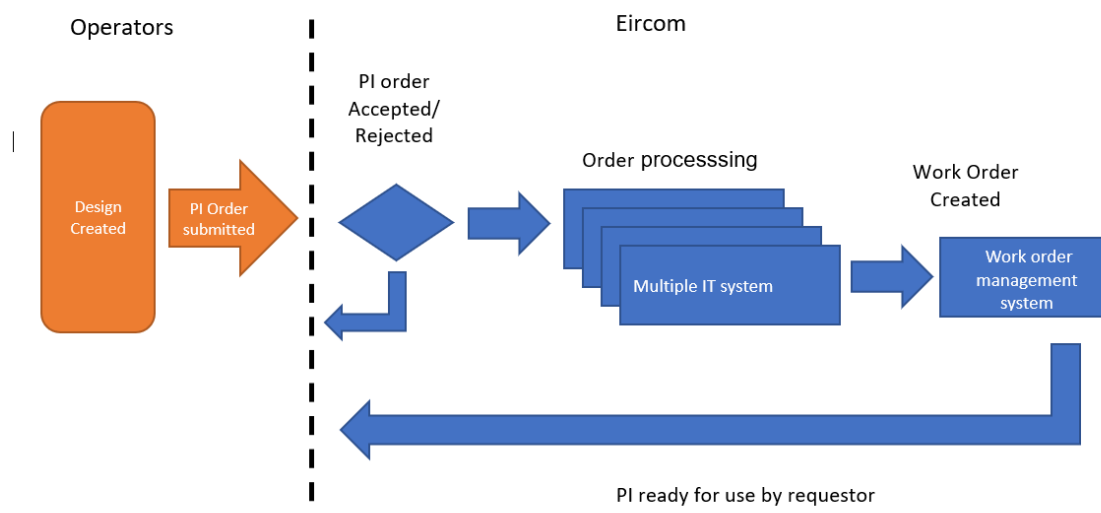 Operators
Eircom
PI order
Accepted/
Rejected
Design
Created
PI Order
submitted
Order processsing
Multiple IT system
Work Order
Created
Work order
management
system
PI ready for use by requestor